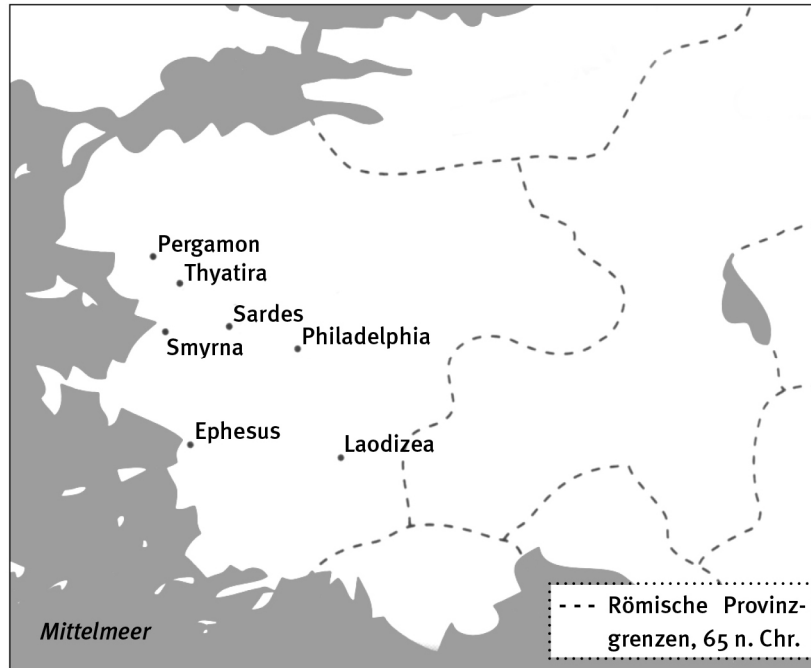 Pergamon
Thyatira
Sardes
Smyrna
Philadelphia
Ephesus
Laodizea
Mittelmeer
Römische Provinz-
grenzen, 65 n. Chr.